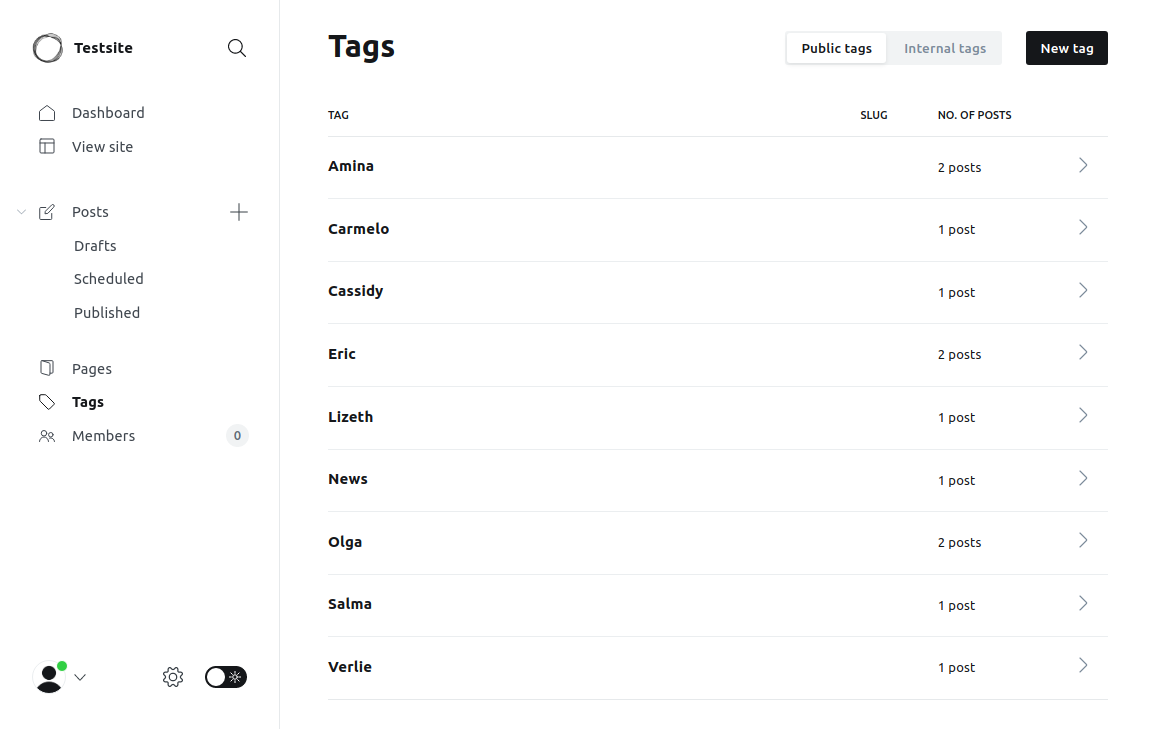 Testsite
Dashboard
View site
Posts
Drafts
Scheduled
Published
Pages
Tags
Members 0
Tags
Public tags Internal tags New tag
TAG SLUG NO. OF POSTS
Amina 2 posts
Carmelo 1 post
Cassidy 1 post
Eric 2 posts
Lizeth 1 post
News 1 post
Olga 2 posts
Salma 1 post
Verlie 1 post